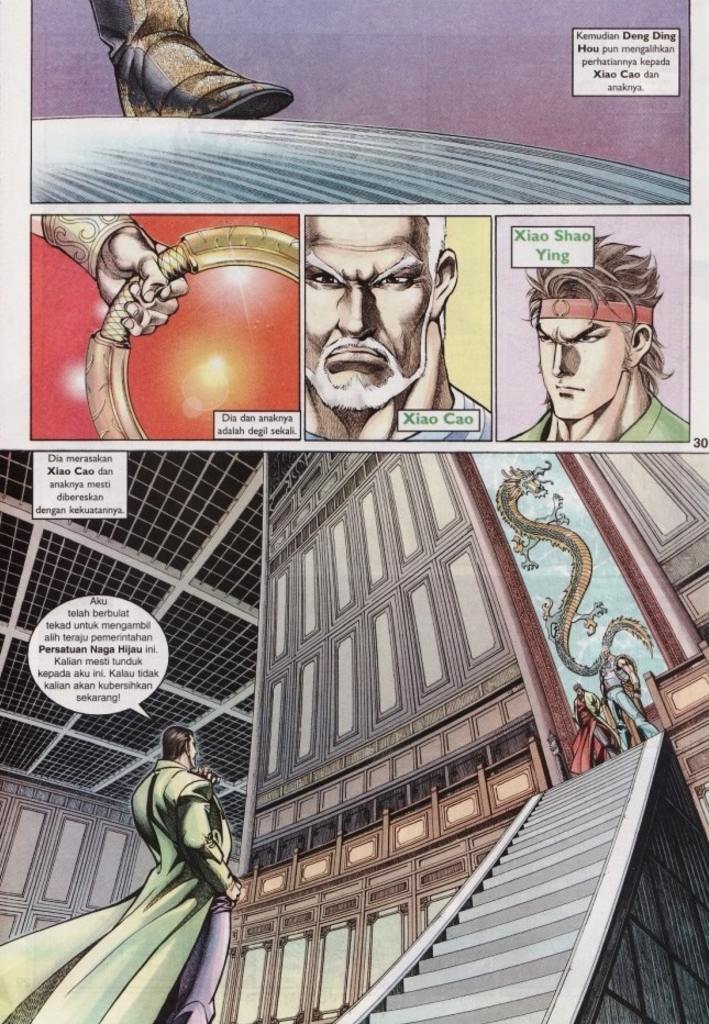 Kemudian Deng Ding
Hou pun mengalihkan
perhatiannya kepada
Xiao Cao dan
anaknya.
Dia dan anaknya
adalah degil sekali.
Xiao Cao
Xiao Shao
Ying
30
Dia merasakan
Xiao Cao dan
anaknya mesti
dibereskan
dengan kekuatannya.
Aku
telah berbulat
tekad untuk mengambil
alih teraju pemerintahan
Persatuan Naga Hijau ini.
Kalian mesti tunduk
kepada aku ini. Kalau tidak
kalian akan kubersihkan
sekarang!